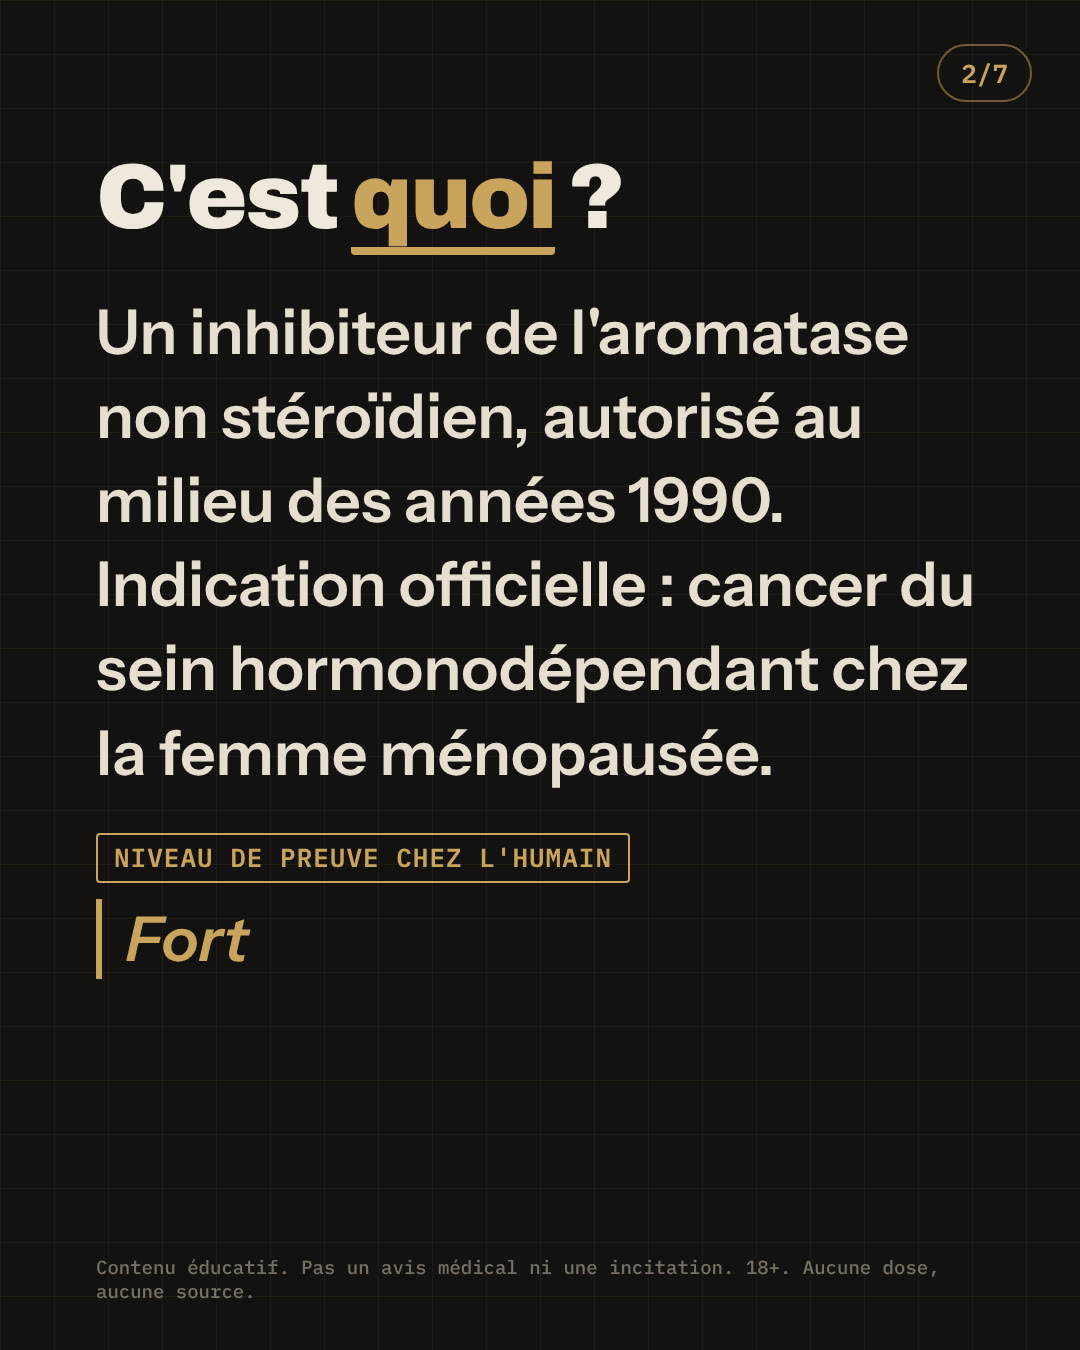 2/7
C'est quoi ?
Un inhibiteur de l'aromatase
non stéroïdien, autorisé au
milieu des années 1990.
Indication officielle : cancer du
sein hormonodépendant chez
la femme ménopausée.
NIVEAU DE PREUVE CHEZ L'HUMAIN
Fort
Contenu éducatif. Pas un avis médical ni une incitation. 18+. Aucune dose,
aucune source.